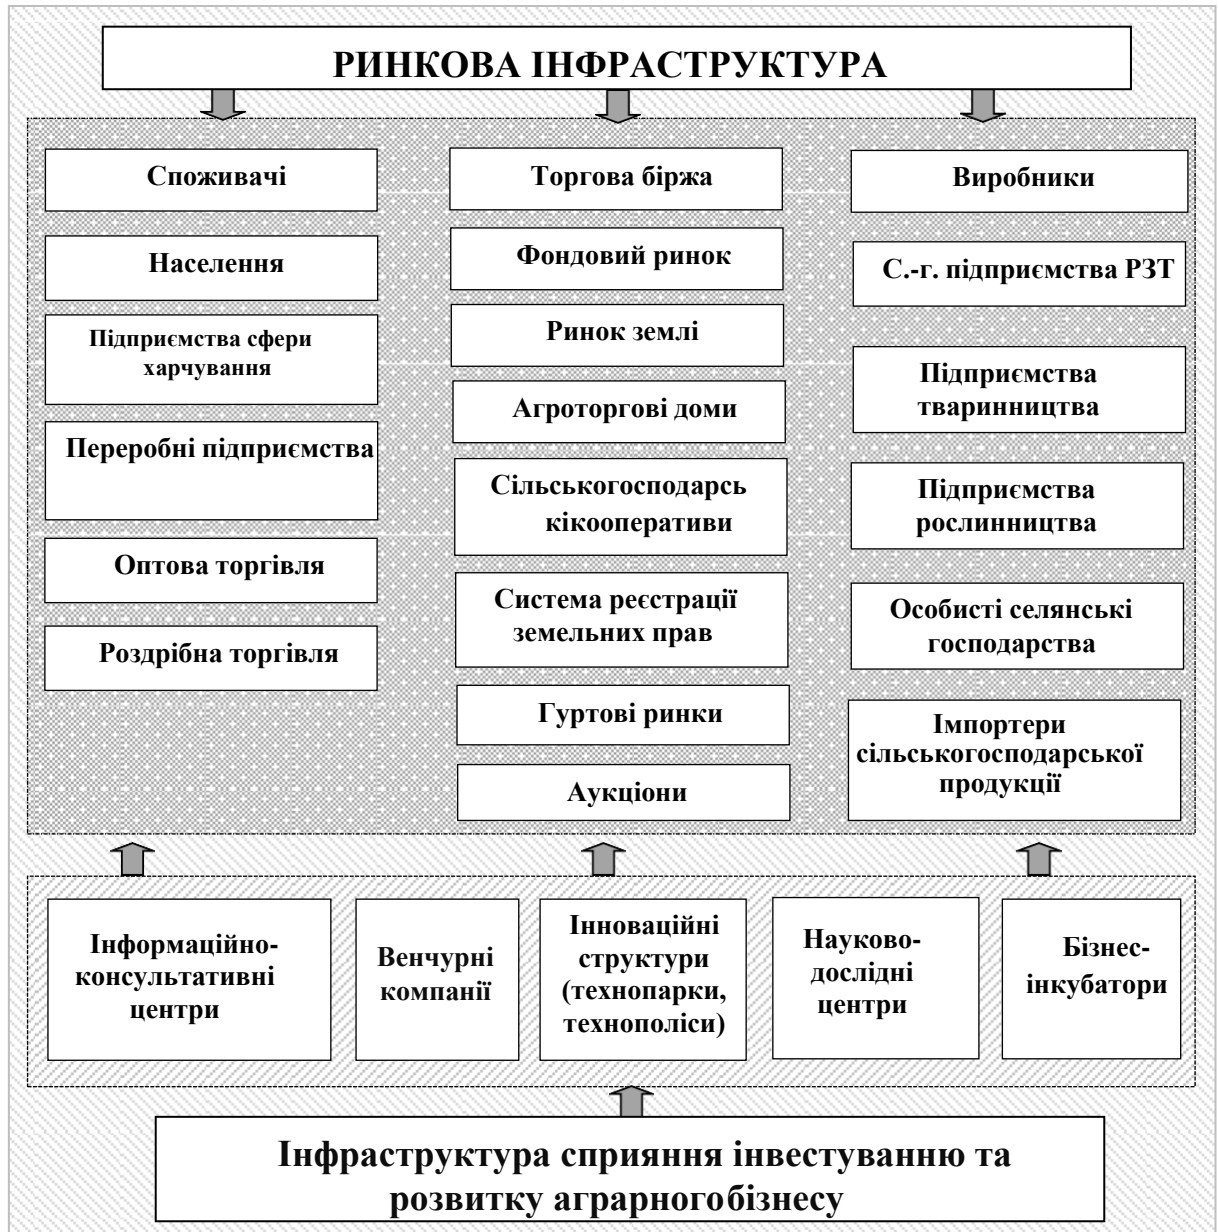 РИНКОВА ІНФРАСТРУКТУРА
Споживачі
Населення
Підприємства сфери
харчування
Переробні підприємства
Оптова торгівля
Роздрібна торгівля
Торгова біржа
Фондовий ринок
Ринок землі
Агроторгові доми
Сільськогосподарсь
кікооперативи
Система реєстрації
земельних прав
Гуртові ринки
Аукціони
Виробники
С.-г. підприємства РЗТ
Підприємства
тваринництва
Підприємства
рослинництва
Особисті селянські
господарства
Імпортери
сільськогосподарської
продукції
Інформаційно-
консультативні
центри
Венчурні
компанії
Інноваційні
структури
(технопарки,
технополіси)
Науково-
дослідні
центри
Бізнес-
інкубатори
Інфраструктура сприяння інвестуванню та
розвитку аграрногобізнесу